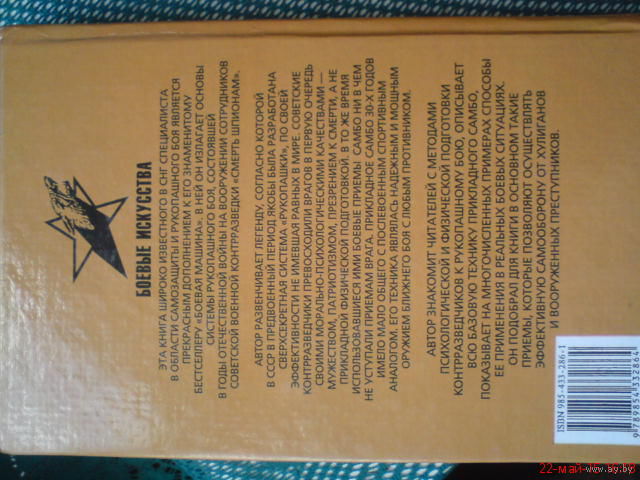 БОЕВЫЕ ИСКУССТВА
ЭТА КНИГА ШИРОКО ИЗВЕСТНОГО В СНГ СПЕЦИАЛИСТА
В ОБЛАСТИ САМОЗАЩИТЫ И РУКОПАШНОГО БОЯ ЯВЛЯЕТСЯ
ПРЕКРАСНЫМ ДОПОЛНЕНИЕМ К ЕГО ЗНАМЕНИТОМУ
БЕСТСЕЛЛЕРУ «БОЕВАЯ МАШИНА». В НЕЙ ОН ИЗЛАГАЕТ ОСНОВЫ
СИСТЕМЫ РУКОПАШНОГО БОЯ, СОСТОЯВШЕЙ
В ГОДЫ ОТЕЧЕСТВЕННОЙ ВОЙНЫ НА ВООРУЖЕНИИ СОТРУДНИКОВ
СОВЕТСКОЙ ВОЕННОЙ КОНТРРАЗВЕДКИ «СМЕРТЬ ШПИОНАМ».
АВТОР РАЗВЕНЧИВАЕТ ЛЕГЕНДУ, СОГЛАСНО КОТОРОЙ
В СССР В ПРЕДВОЕННЫЙ ПЕРИОД ЯКОБЫ БЫЛА РАЗРАБОТАНА
СВЕРХСЕКРЕТНАЯ СИСТЕМА «РУКОПАШКИ», ПО СВОЕЙ
ЭФФЕКТИВНОСТИ НЕ ИМЕВШАЯ РАВНЫХ В МИРЕ. СОВЕТСКИЕ
КОНТРРАЗВЕДЧИКИ ПРЕВОСХОДИЛИ ВРАГОВ В ПЕРВУЮ ОЧЕРЕДЬ
СВОИМИ МОРАЛЬНО-ПСИХОЛОГИЧЕСКИМИ КАЧЕСТВАМИ —
МУЖЕСТВОМ, ПАТРИОТИЗМОМ, ПРЕЗРЕНИЕМ К СМЕРТИ, А НЕ
ПРИКЛАДНОЙ ФИЗИЧЕСКОЙ ПОДГОТОВКОЙ. В ТО ЖЕ ВРЕМЯ
ИСПОЛЬЗОВАВШИЕСЯ ИМИ БОЕВЫЕ ПРИЕМЫ САМБО НИ В ЧЕМ
НЕ УСТУПАЛИ ПРИЕМАМ ВРАГА. ПРИКЛАДНОЕ САМБО 30-Х ГОДОВ
ИМЕЛО МАЛО ОБЩЕГО С ПОСЛЕВОЕННЫМ СПОРТИВНЫМ
АНАЛОГОМ. ЕГО ТЕХНИКА ЯВЛЯЛАСЬ НАДЕЖНЫМ И МОЩНЫМ
ОРУЖИЕМ БЛИЖНЕГО БОЯ С ЛЮБЫМ ПРОТИВНИКОМ.
АВТОР ЗНАКОМИТ ЧИТАТЕЛЕЙ С МЕТОДАМИ
ПСИХОЛОГИЧЕСКОЙ И ФИЗИЧЕСКОЙ ПОДГОТОВКИ
КОНТРРАЗВЕДЧИКОВ К РУКОПАШНОМУ БОЮ, ОПИСЫВАЕТ
ВСЮ БАЗОВУЮ ТЕХНИКУ ПРИКЛАДНОГО САМБО,
ПОКАЗЫВАЕТ НА МНОГОЧИСЛЕННЫХ ПРИМЕРАХ СПОСОБЫ
ЕЕ ПРИМЕНЕНИЯ В РЕАЛЬНЫХ БОЕВЫХ СИТУАЦИЯХ.
ОН ПОДОБРАЛ ДЛЯ КНИГИ В ОСНОВНОМ ТАКИЕ
ПРИЕМЫ, КОТОРЫЕ ПОЗВОЛЯЮТ ОСУЩЕСТВЛЯТЬ
ЭФФЕКТИВНУЮ САМООБОРОНУ ОТ ХУЛИГАНОВ
И ВООРУЖЕННЫХ ПРЕСТУПНИКОВ.
ISBN 985-433-286-1
9 789854 332864
www.ay.by